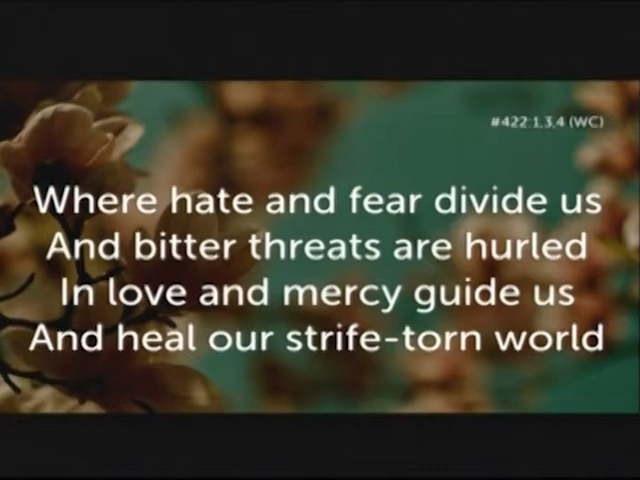 #422:1,3,4 (WC)
Where hate and fear divide us
And bitter threats are hurled
In love and mercy guide us
And heal our strife-torn world